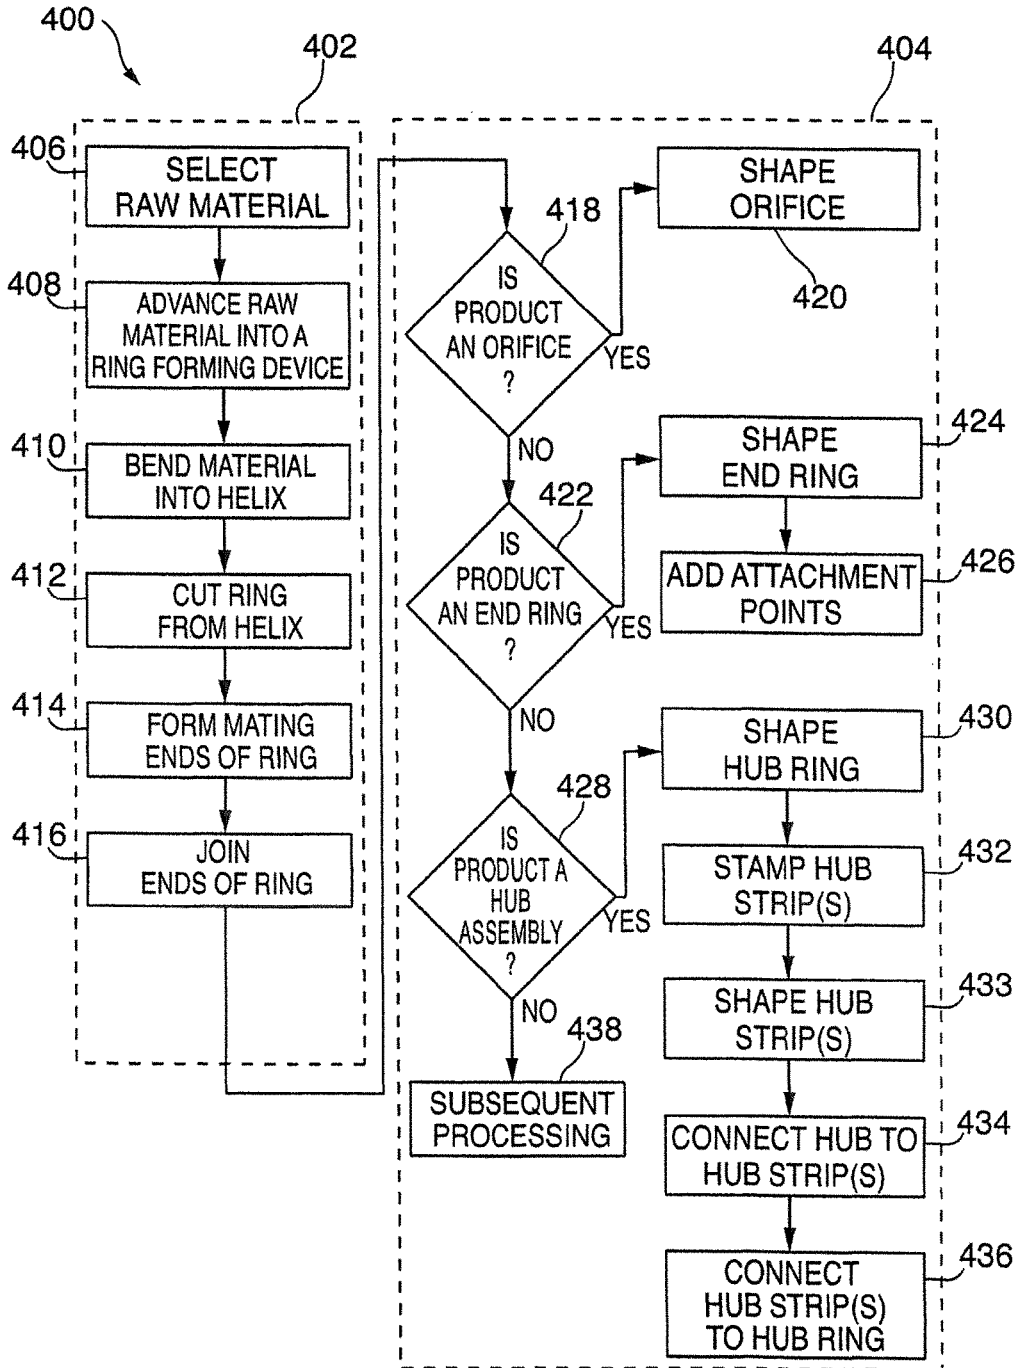 400
402
404
406
SELECT
RAW MATERIAL
408
ADVANCE RAW
MATERIAL INTO A
RING FORMING DEVICE
410
BEND MATERIAL
INTO HELIX
412
CUT RING
FROM HELIX
414
FORM MATING
ENDS OF RING
416
JOIN
ENDS OF RING
418
IS
PRODUCT
AN ORIFICE
?
YES
NO
SHAPE
ORIFICE
420
422
IS
PRODUCT
AN END RING
?
YES
NO
SHAPE
END RING
424
ADD ATTACHMENT
POINTS
426
428
IS
PRODUCT A
HUB
ASSEMBLY
?
YES
NO
SHAPE
HUB RING
430
STAMP HUB
STRIP(S)
432
SHAPE HUB
STRIP(S)
433
CONNECT HUB TO
HUB STRIP(S)
434
CONNECT
HUB STRIP(S)
TO HUB RING
436
438
SUBSEQUENT
PROCESSING